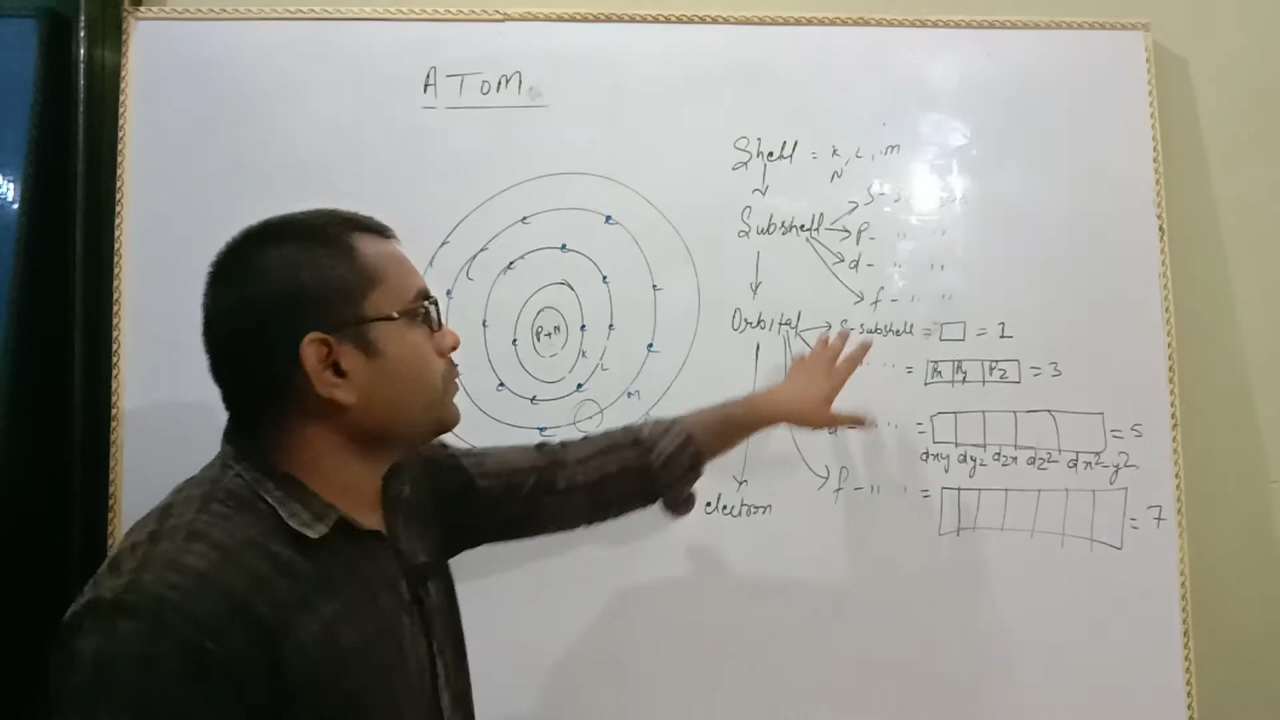 ATOM.
P+N
K
L
M
Shell = K, L, M
N
Subshell
S-
P- " "
d- " "
f- " "
Orbital
S-subshell = = 1
" = Px Py Pz = 3
d- " = = 5
dxy dyz dzx dz² dx²-y²
f- " " = = 7
electron